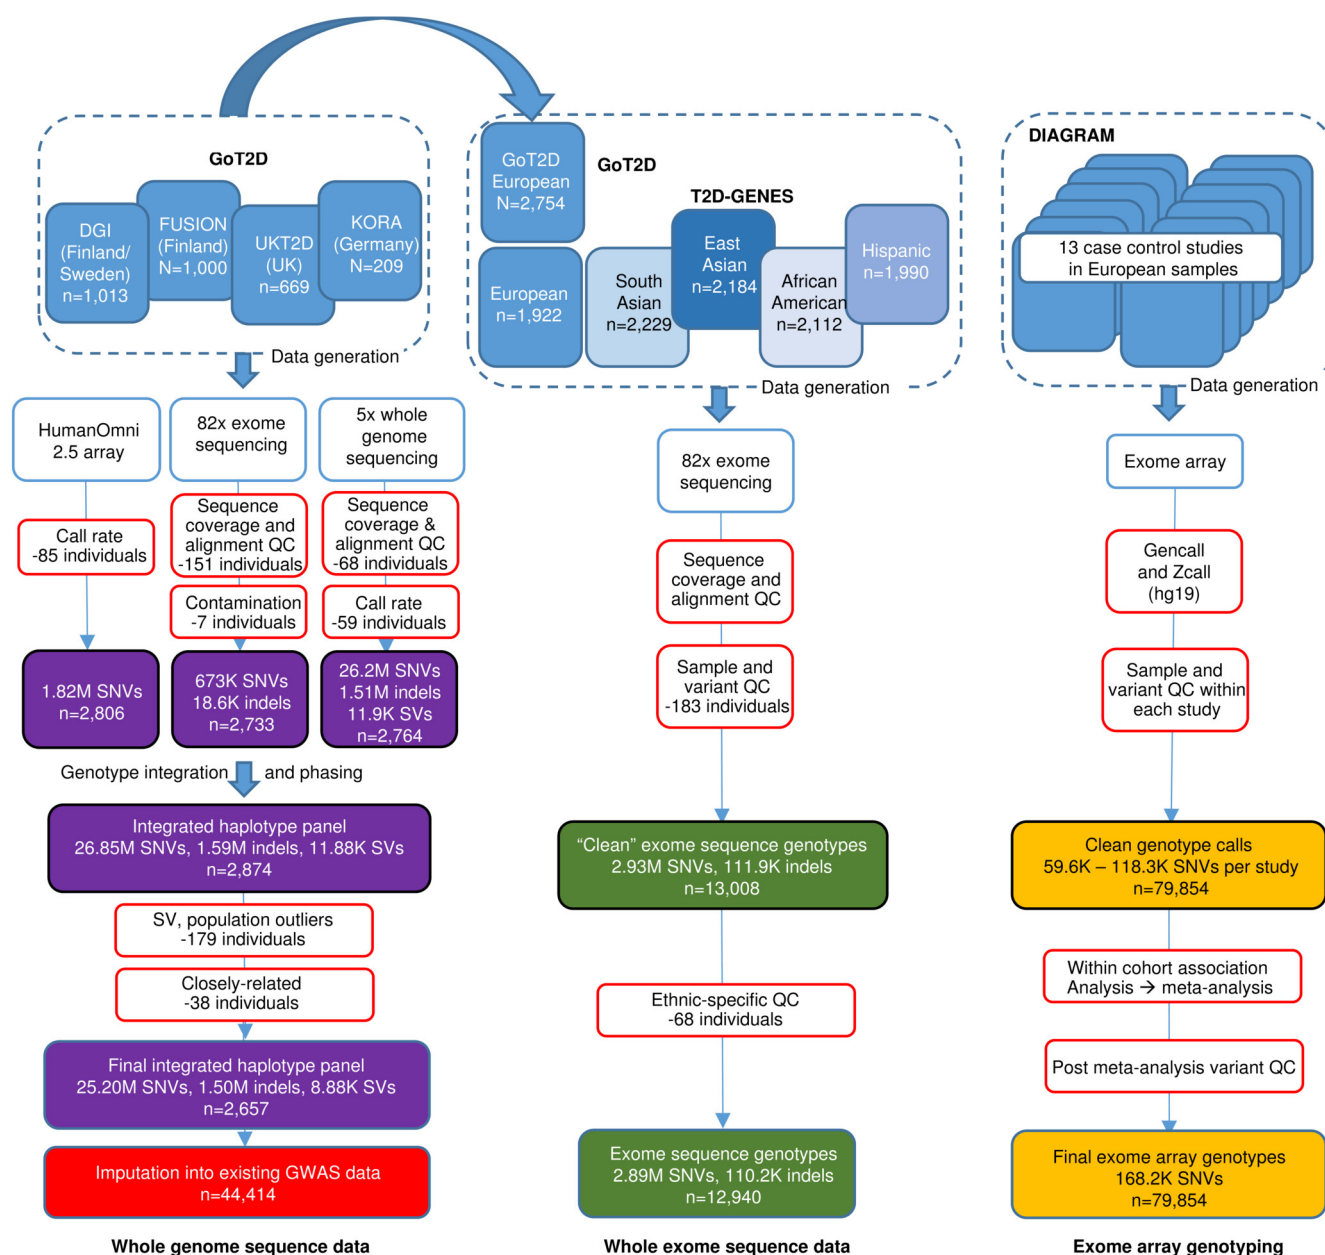 GoT2D
DGI
(Finland/
Sweden)
n=1,013
FUSION
(Finland)
N=1,000
UKT2D
(UK)
n=669
KORA
(Germany)
N=209
Data generation
HumanOmni
2.5 array
82x exome
sequencing
5x whole
genome
sequencing
Call rate
-85 individuals
Sequence
coverage and
alignment QC
-151 individuals
Sequence
coverage &
alignment QC
-68 individuals
Contamination
-7 individuals
Call rate
-59 individuals
1.82M SNVs
n=2,806
673K SNVs
18.6K indels
n=2,733
26.2M SNVs
1.51M indels
11.9K SVs
n=2,764
Genotype integration and phasing
Integrated haplotype panel
26.85M SNVs, 1.59M indels, 11.88K SVs
n=2,874
SV, population outliers
-179 individuals
Closely-related
-38 individuals
Final integrated haplotype panel
25.20M SNVs, 1.50M indels, 8.88K SVs
n=2,657
Imputation into existing GWAS data
n=44,414
Whole genome sequence data
GoT2D
European
N=2,754
GoT2D
T2D-GENES
European
n=1,922
South
Asian
n=2,229
East
Asian
n=2,184
African
American
n=2,112
Hispanic
n=1,990
Data generation
82x exome
sequencing
Sequence
coverage and
alignment QC
Sample and
variant QC
-183 individuals
“Clean” exome sequence genotypes
2.93M SNVs, 111.9K indels
n=13,008
Ethnic-specific QC
-68 individuals
Exome sequence genotypes
2.89M SNVs, 110.2K indels
n=12,940
Whole exome sequence data
DIAGRAM
13 case control studies
in European samples
Data generation
Exome array
Gencall
and Zcall
(hg19)
Sample and
variant QC within
each study
Clean genotype calls
59.6K – 118.3K SNVs per study
n=79,854
Within cohort association
Analysis → meta-analysis
Post meta-analysis variant QC
Final exome array genotypes
168.2K SNVs
n=79,854
Exome array genotyping